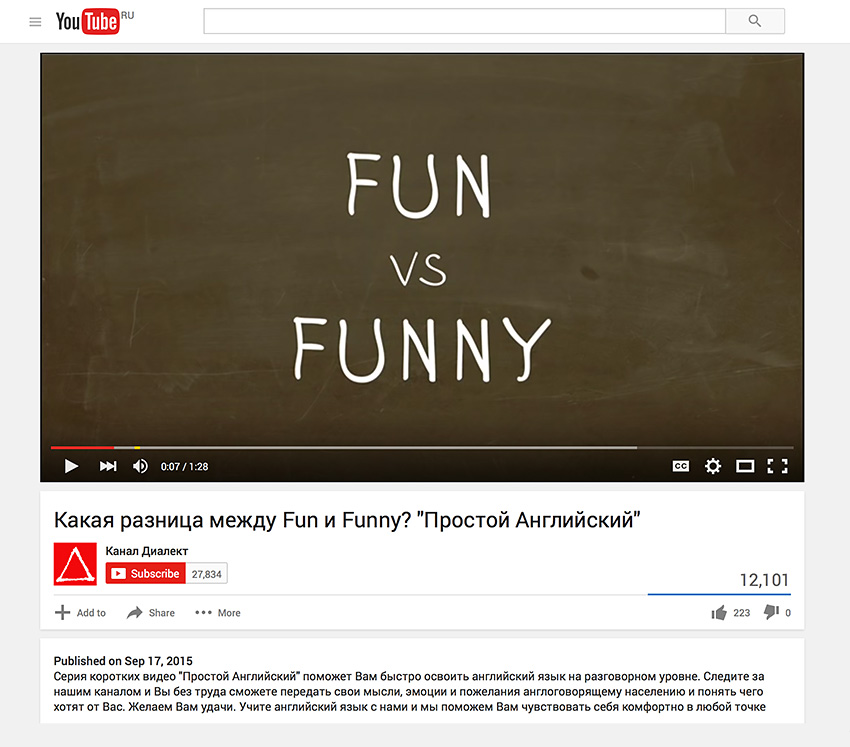 YouTube RU
FUN
VS
FUNNY
0:07 / 1:28
CC
Какая разница между Fun и Funny? "Простой Английский"
Канал Диалект
Subscribe 27,834
12,101
Add to Share More 223 0
Published on Sep 17, 2015
Серия коротких видео "Простой Английский" поможет Вам быстро освоить английский язык на разговорном уровне. Следите за
нашим каналом и Вы без труда сможете передать свои мысли, эмоции и пожелания англоговорящему населению и понять чего
хотят от Вас. Желаем Вам удачи. Учите английский язык с нами и мы поможем Вам чувствовать себя комфортно в любой точке